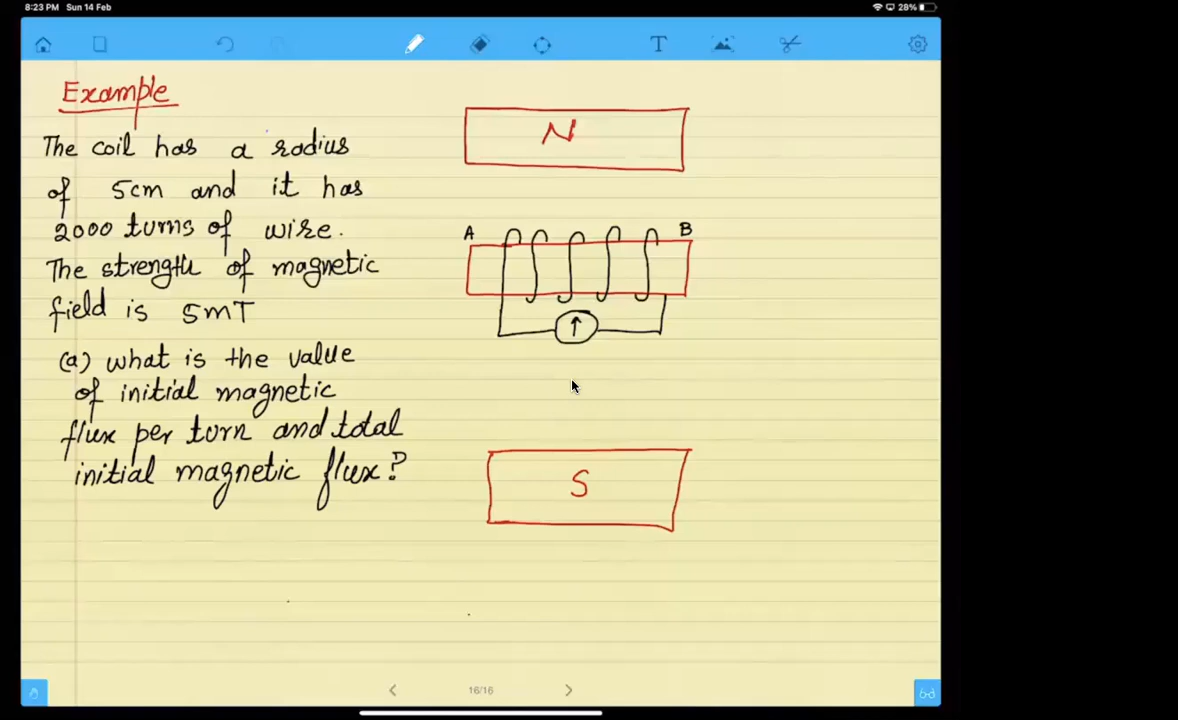 8:23 PM Sun 14 Feb
28%
T
Example
The coil has a radius
of 5cm and it has
2000 turns of wire.
The strength of magnetic
field is 5mT
(a) what is the value
of initial magnetic
flux per turn and total
initial magnetic flux?
N
A B
S
16/16